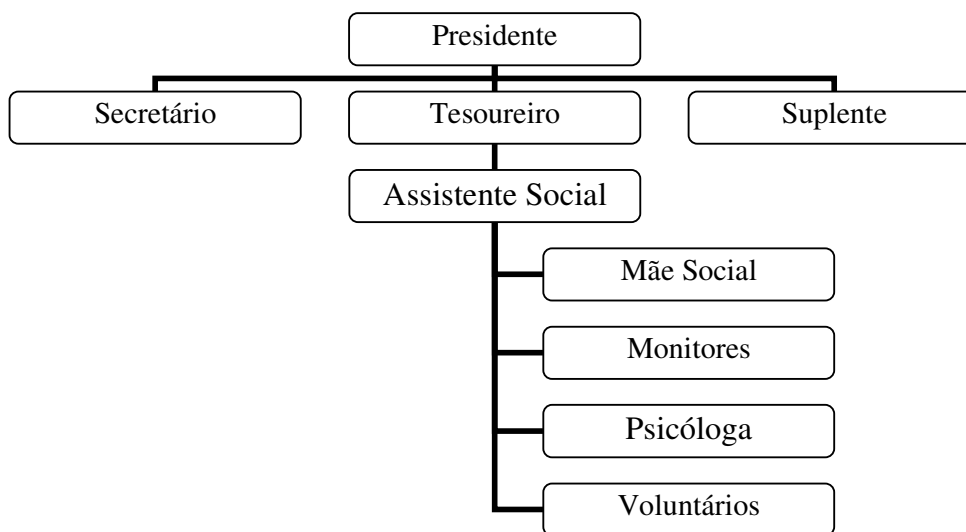 Presidente
Secretário
Tesoureiro
Suplente
Assistente Social
Mãe Social
Monitores
Psicóloga
Voluntários